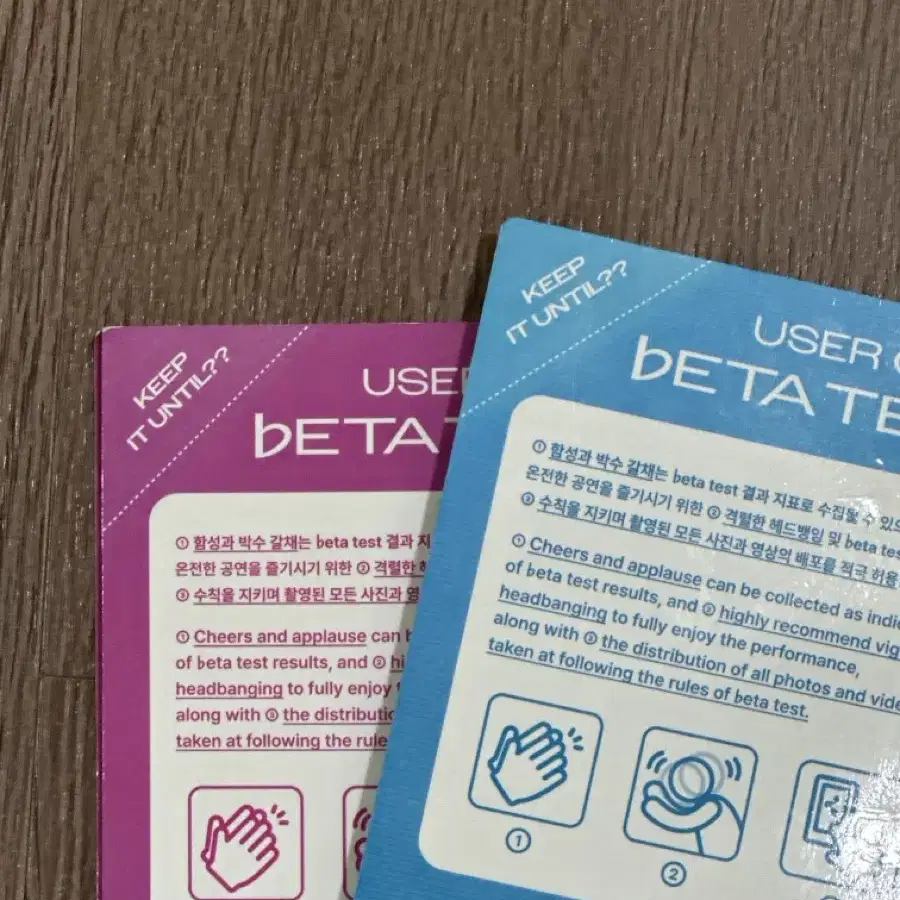 KEEP
IT UNTIL??
USE
bETA T
① 함성과 박수 갈채는 beta test 결과 지
온전한 공연을 즐기시기 위한 ② 격렬한
③ 수칙을 지키며 촬영된 모든 사진과 영
① Cheers and applause can
of beta test results, and ② hi
headbanging to fully enjoy
along with ③ the distributio
taken at following the rule
KEEP
IT UNTIL??
USER
bETA TE
① 함성과 박수 갈채는 beta test 결과 지표로 수집될 수 있으
온전한 공연을 즐기시기 위한 ② 격렬한 헤드뱅잉 및 beta tes
③ 수칙을 지키며 촬영된 모든 사진과 영상의 배포를 적극 허용
① Cheers and applause can be collected as indic
of beta test results, and ② highly recommend vig
headbanging to fully enjoy the performance,
along with ③ the distribution of all photos and vide
taken at following the rules of beta test.
①
②